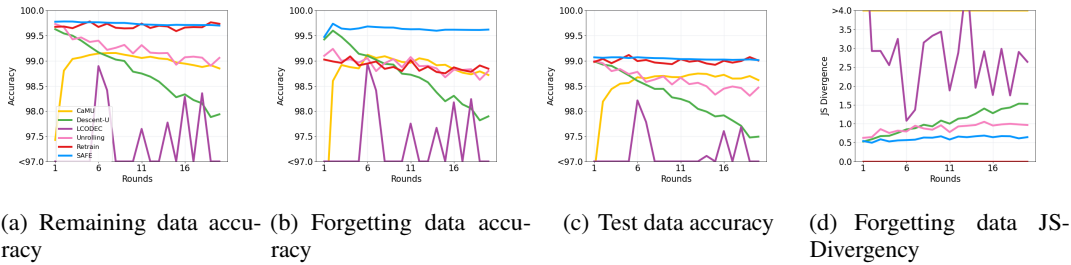 100.0
99.5
99.0
98.5
98.0
97.5
<97.0
Accuracy
CaMU
Descent-U
LCODEC
Unrolling
Retrain
SAFE
1 6 11 16
Rounds
100.0
99.5
99.0
98.5
98.0
97.5
<97.0
Accuracy
1 6 11 16
Rounds
100.0
99.5
99.0
98.5
98.0
97.5
<97.0
Accuracy
1 6 11 16
Rounds
>4.0
3.5
3.0
2.5
2.0
1.5
1.0
0.5
0.0
JS Divergence
6 16
Rounds
(a) Remaining data accu-
racy
(b) Forgetting data accu-
racy
(c) Test data accuracy
(d) Forgetting data JS-
Divergency